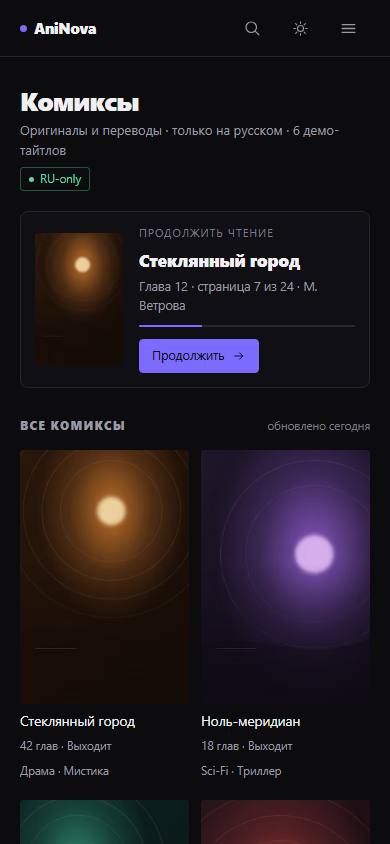 AniNova
Комиксы
Оригиналы и переводы · только на русском · 6 демо-
тайтлов
RU-only
ПРОДОЛЖИТЬ ЧТЕНИЕ
Стеклянный город
Глава 12 · страница 7 из 24 · М.
Ветрова
Продолжить →
ВСЕ КОМИКСЫ
обновлено сегодня
Стеклянный город
42 глав · Выходит
Драма · Мистика
Ноль-меридиан
18 глав · Выходит
Sci-Fi · Триллер